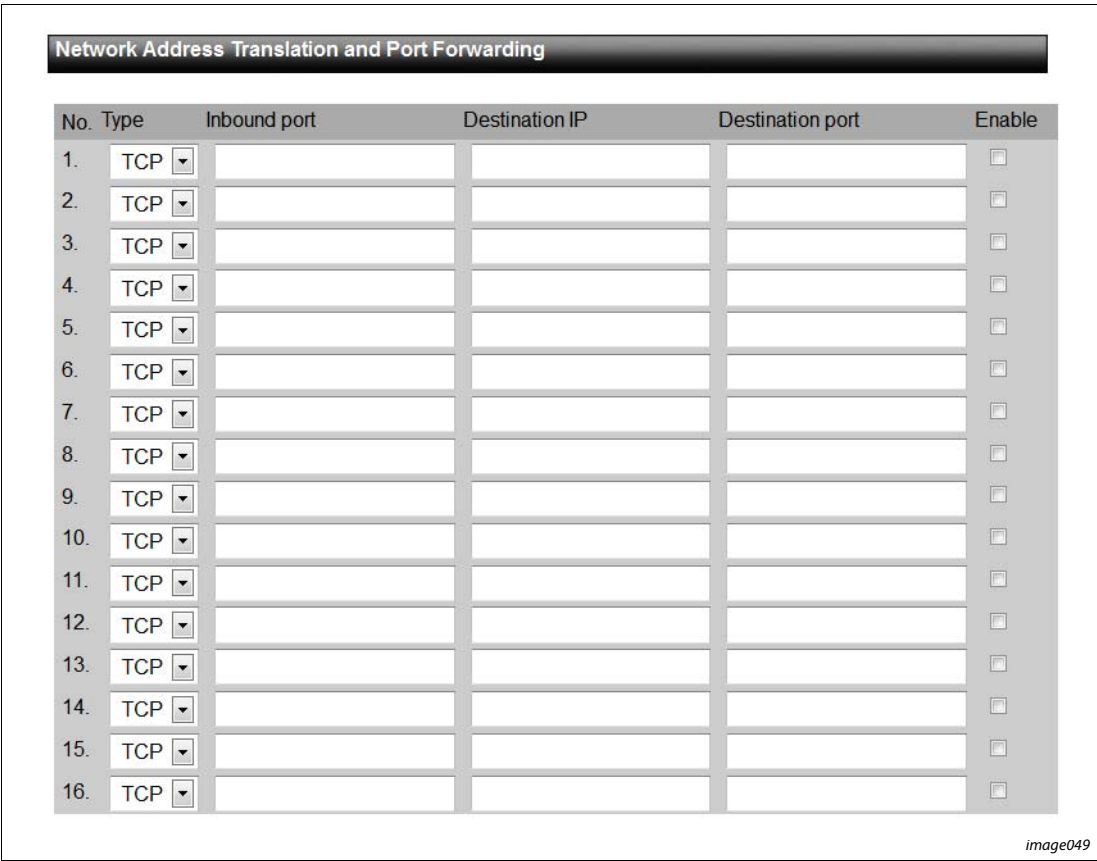 Network Address Translation and Port Forwarding
No. Type Inbound port Destination IP Destination port Enable
1. TCP
2. TCP
3. TCP
4. TCP
5. TCP
6. TCP
7. TCP
8. TCP
9. TCP
10. TCP
11. TCP
12. TCP
13. TCP
14. TCP
15. TCP
16. TCP
image049